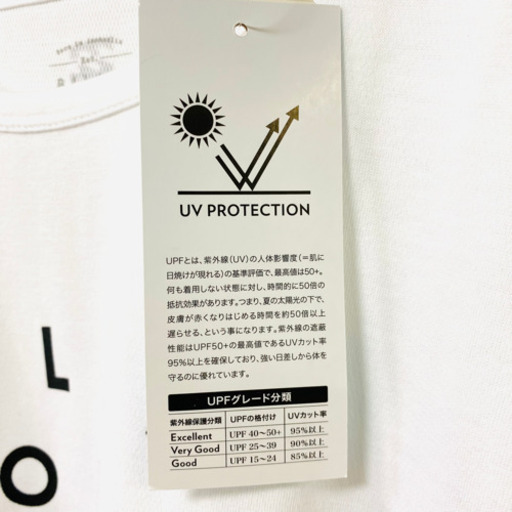 UV PROTECTION
UPFとは、紫外線(UV)の人体影響度(=肌に
日焼けが現れる)の基準評価で、最高値は50+。
何も着用しない状態に対し、時間的に50倍の
抵抗効果があります。つまり、夏の太陽光の下で、
皮膚が赤くなりはじめる時間を約50倍以上
遅らせる、という事になります。紫外線の遮蔽
性能はUPF50+の最高値であるUVカット率
95%以上を確保しており、強い日差しから体を
守るのに優れています。
UPFグレード分類
紫外線保護分類 UPFの格付け UVカット率
Excellent UPF 40〜50+ 95%以上
Very Good UPF 25〜39 90%以上
Good UPF 15〜24 85%以上
L
O